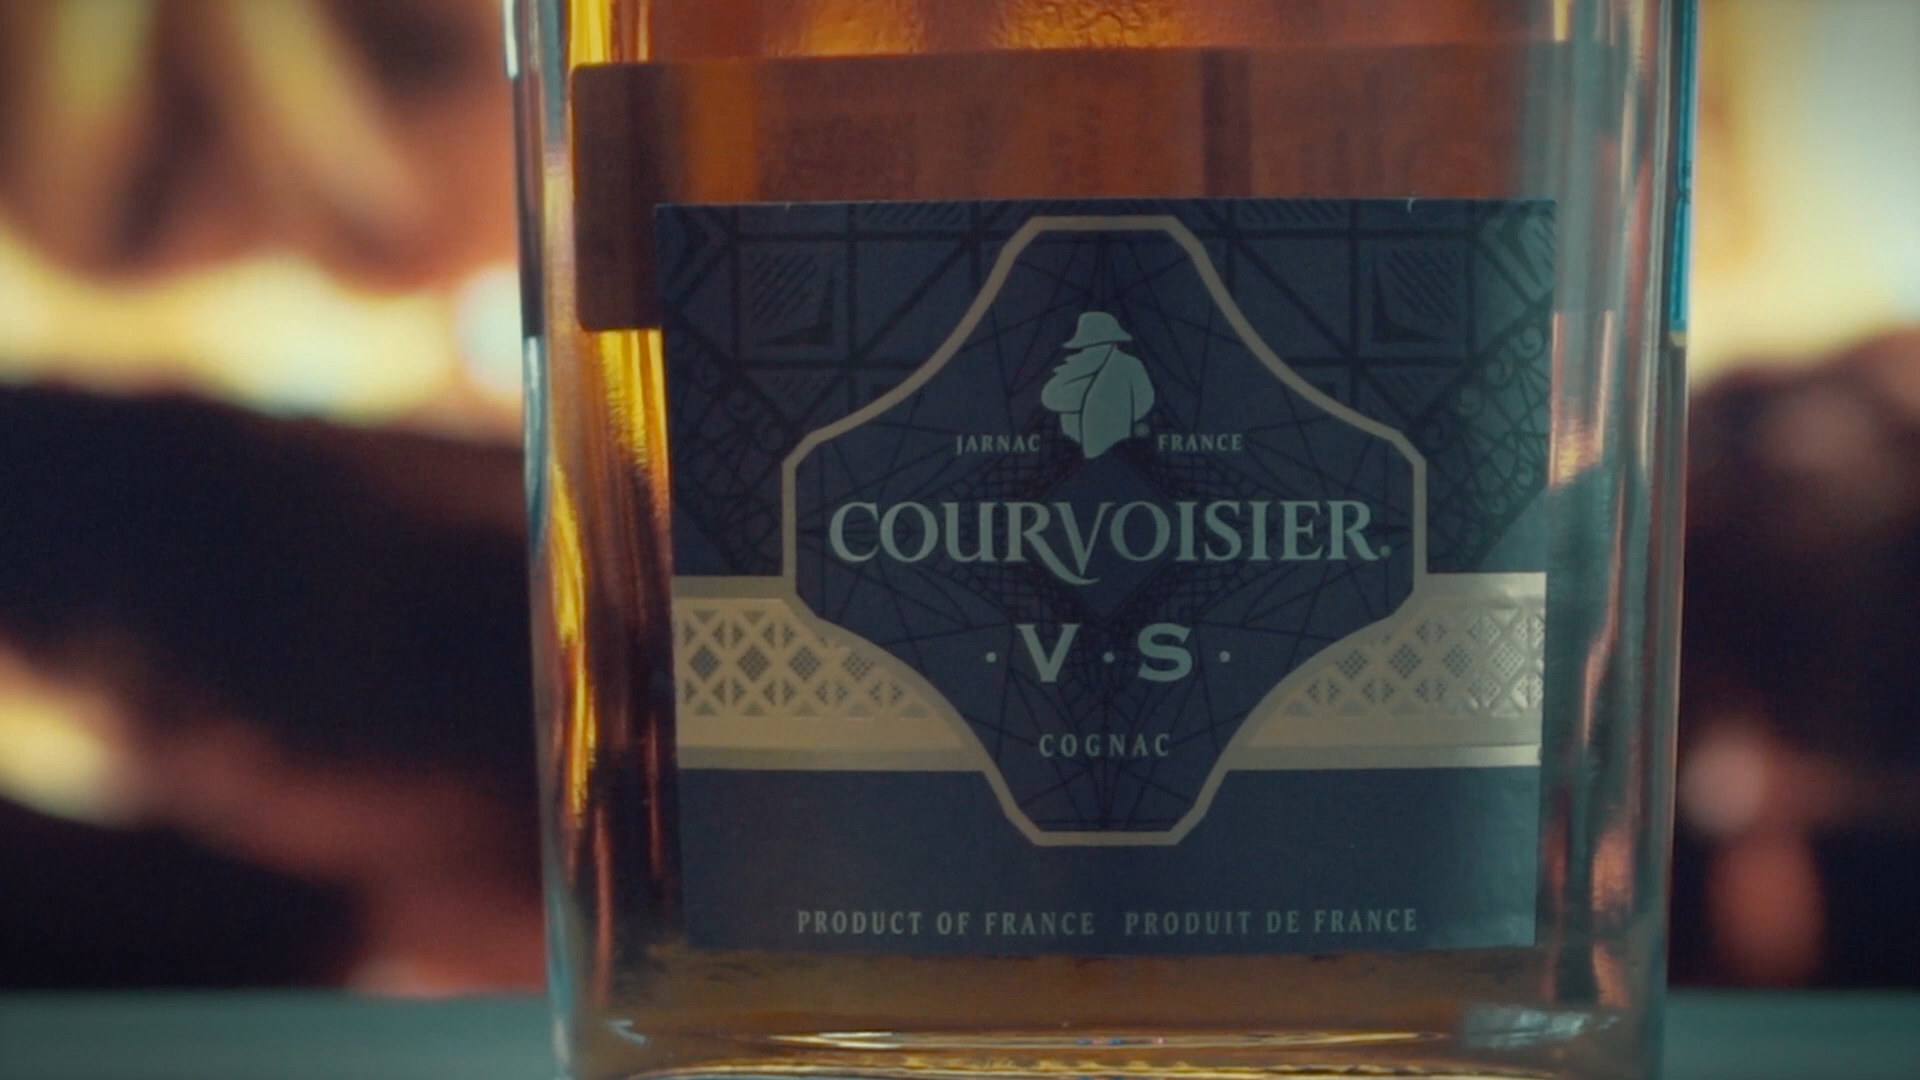 JARNAC FRANCE
COURVOISIER
V·S
COGNAC
PRODUCT OF FRANCE PRODUIT DE FRANCE